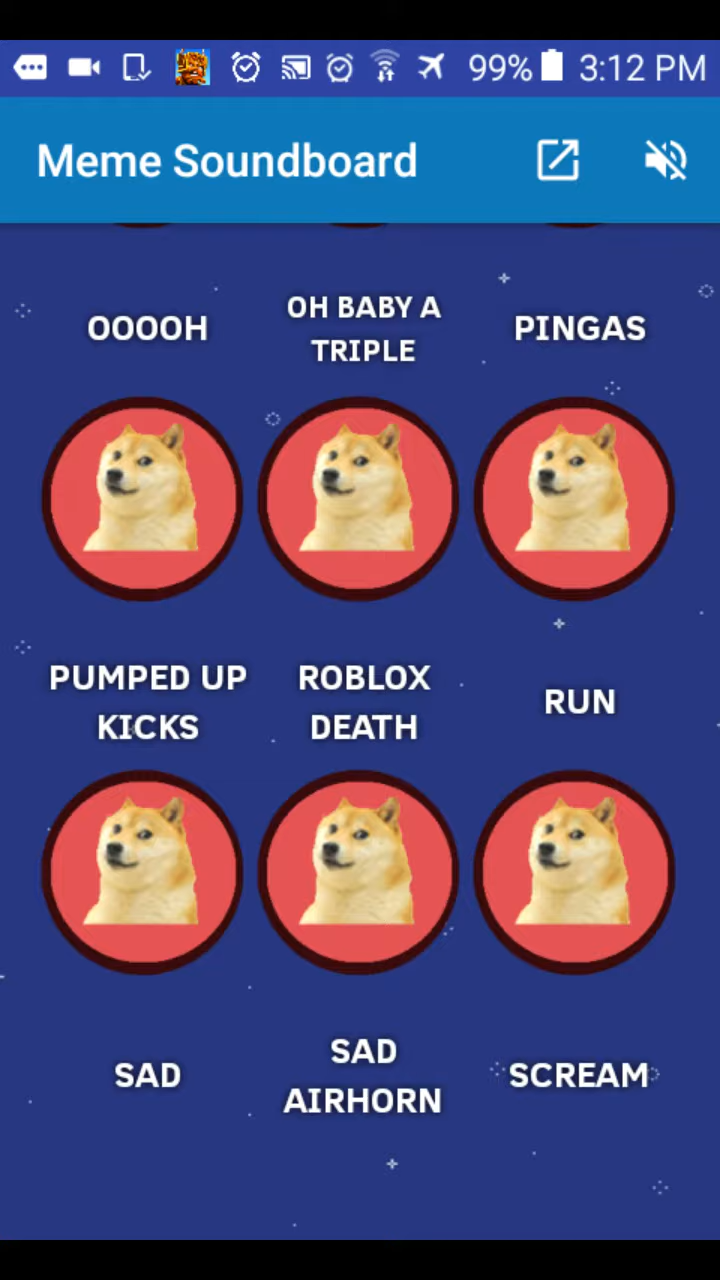 99% 3:12 PM
Meme Soundboard
OOOOH
OH BABY A
TRIPLE
PINGAS
PUMPED UP
KICKS
ROBLOX
DEATH
RUN
SAD
SAD
AIRHORN
SCREAM